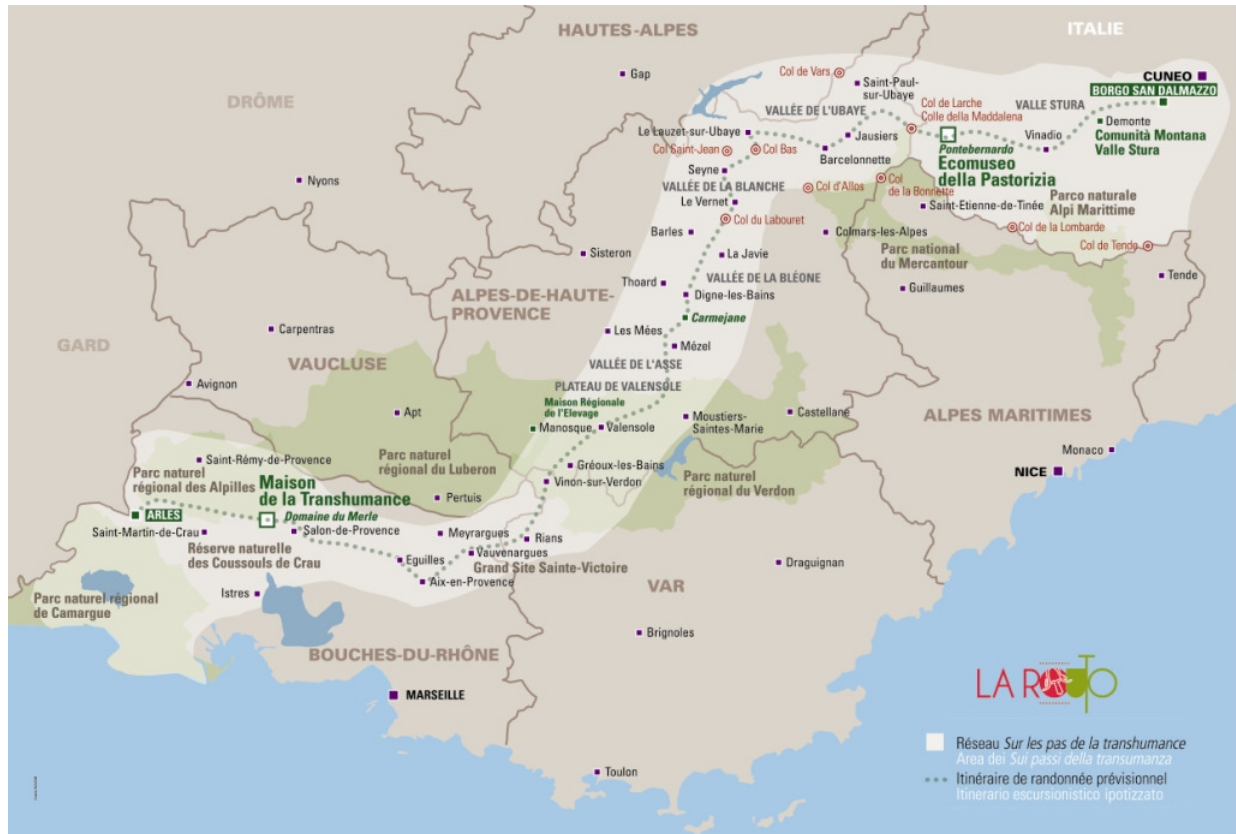 HAUTES-ALPES
ITALIE
Gap
Col de Vars
Saint-Paul-
sur-Ubaye
CUNEO
BORGO SAN DALMAZZO
DRÔME
VALLÉE DE L'UBAYE
Col de Larche
Colle della Maddalena
VALLE STURA
Demonte
Comunità Montana
Valle Stura
Le Lauzet-sur-Ubaye
Jausiers
Vinadio
Col Saint-Jean
Col Bas
Barcelonnette
Pontebernardo
Ecomuseo
della Pastorizia
Seyne
Nyons
VALLÉE DE LA BLANCHE
Col d'Allos
Col
de la Bonnette
Le Vernet
Saint-Etienne-de-Tinée
Parco naturale
Alpi Marittime
Col du Labouret
Col de la Lombarde
Barles
Colmars-les-Alpes
Col de Tende
Sisteron
La Javie
Parc national
du Mercantour
Thoard
VALLÉE DE LA BLÉONE
Tende
ALPES-DE-HAUTE-
PROVENCE
Digne-les-Bains
Guillaumes
Carmejane
Carpentras
Les Mées
GARD
Mézel
VAUCLUSE
VALLÉE DE L'ASSE
Avignon
PLATEAU DE VALENSOLE
Maison Régionale
de l'Elevage
Apt
Manosque
Valensole
Moustiers-
Saintes-Marie
Castellane
ALPES MARITIMES
Monaco
Saint-Rémy-de-Provence
Parc naturel
régional du Luberon
Gréoux-les-Bains
NICE
Parc naturel
régional des Alpilles
Maison
de la Transhumance
Vinon-sur-Verdon
Parc naturel
régional du Verdon
Pertuis
ARLES
Domaine du Merle
Saint-Martin-de-Crau
Salon-de-Provence
Meyrargues
Rians
Réserve naturelle
des Coussouls de Crau
Eguilles
Vauvenargues
Grand Site Sainte-Victoire
Draguignan
Aix-en-Provence
Parc naturel régional
de Camargue
Istres
VAR
Brignoles
BOUCHES-DU-RHÔNE
LA ROUTO
MARSEILLE
Réseau Sur les pas de la transhumance
Area dei Sui passi della transumanza
Toulon
Itinéraire de randonnée prévisionnel
Itinerario escursionistico ipotizzato